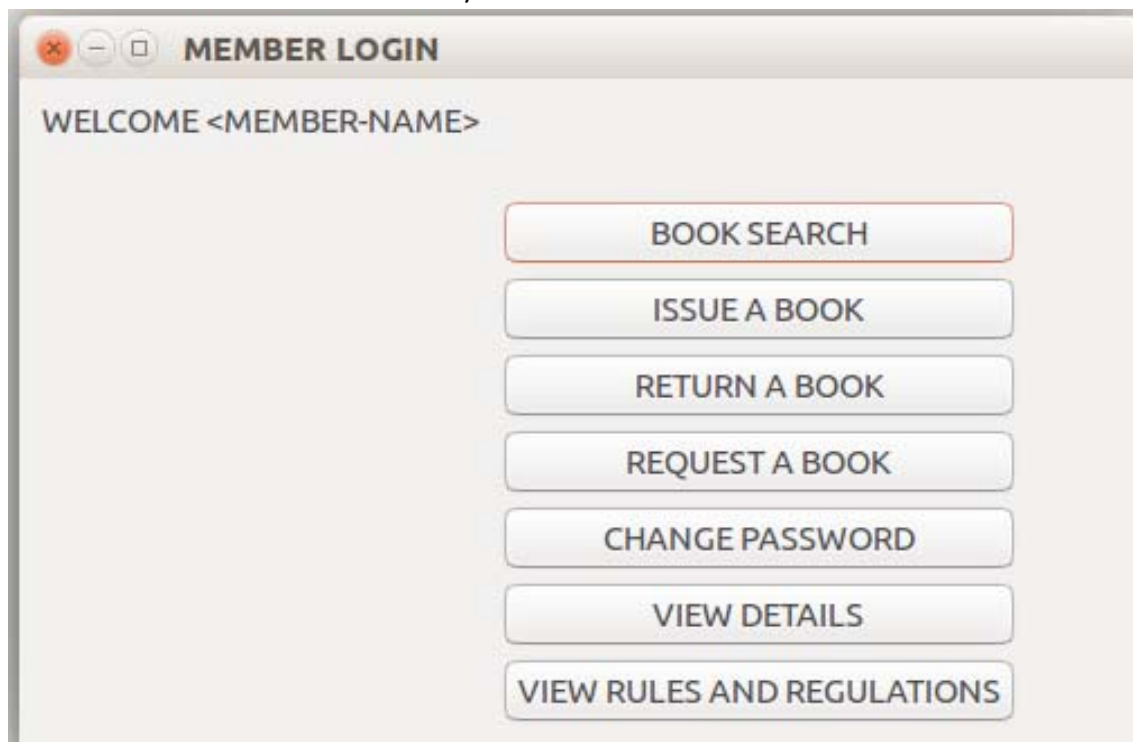 MEMBER LOGIN
WELCOME <MEMBER-NAME>
BOOK SEARCH
ISSUE A BOOK
RETURN A BOOK
REQUEST A BOOK
CHANGE PASSWORD
VIEW DETAILS
VIEW RULES AND REGULATIONS